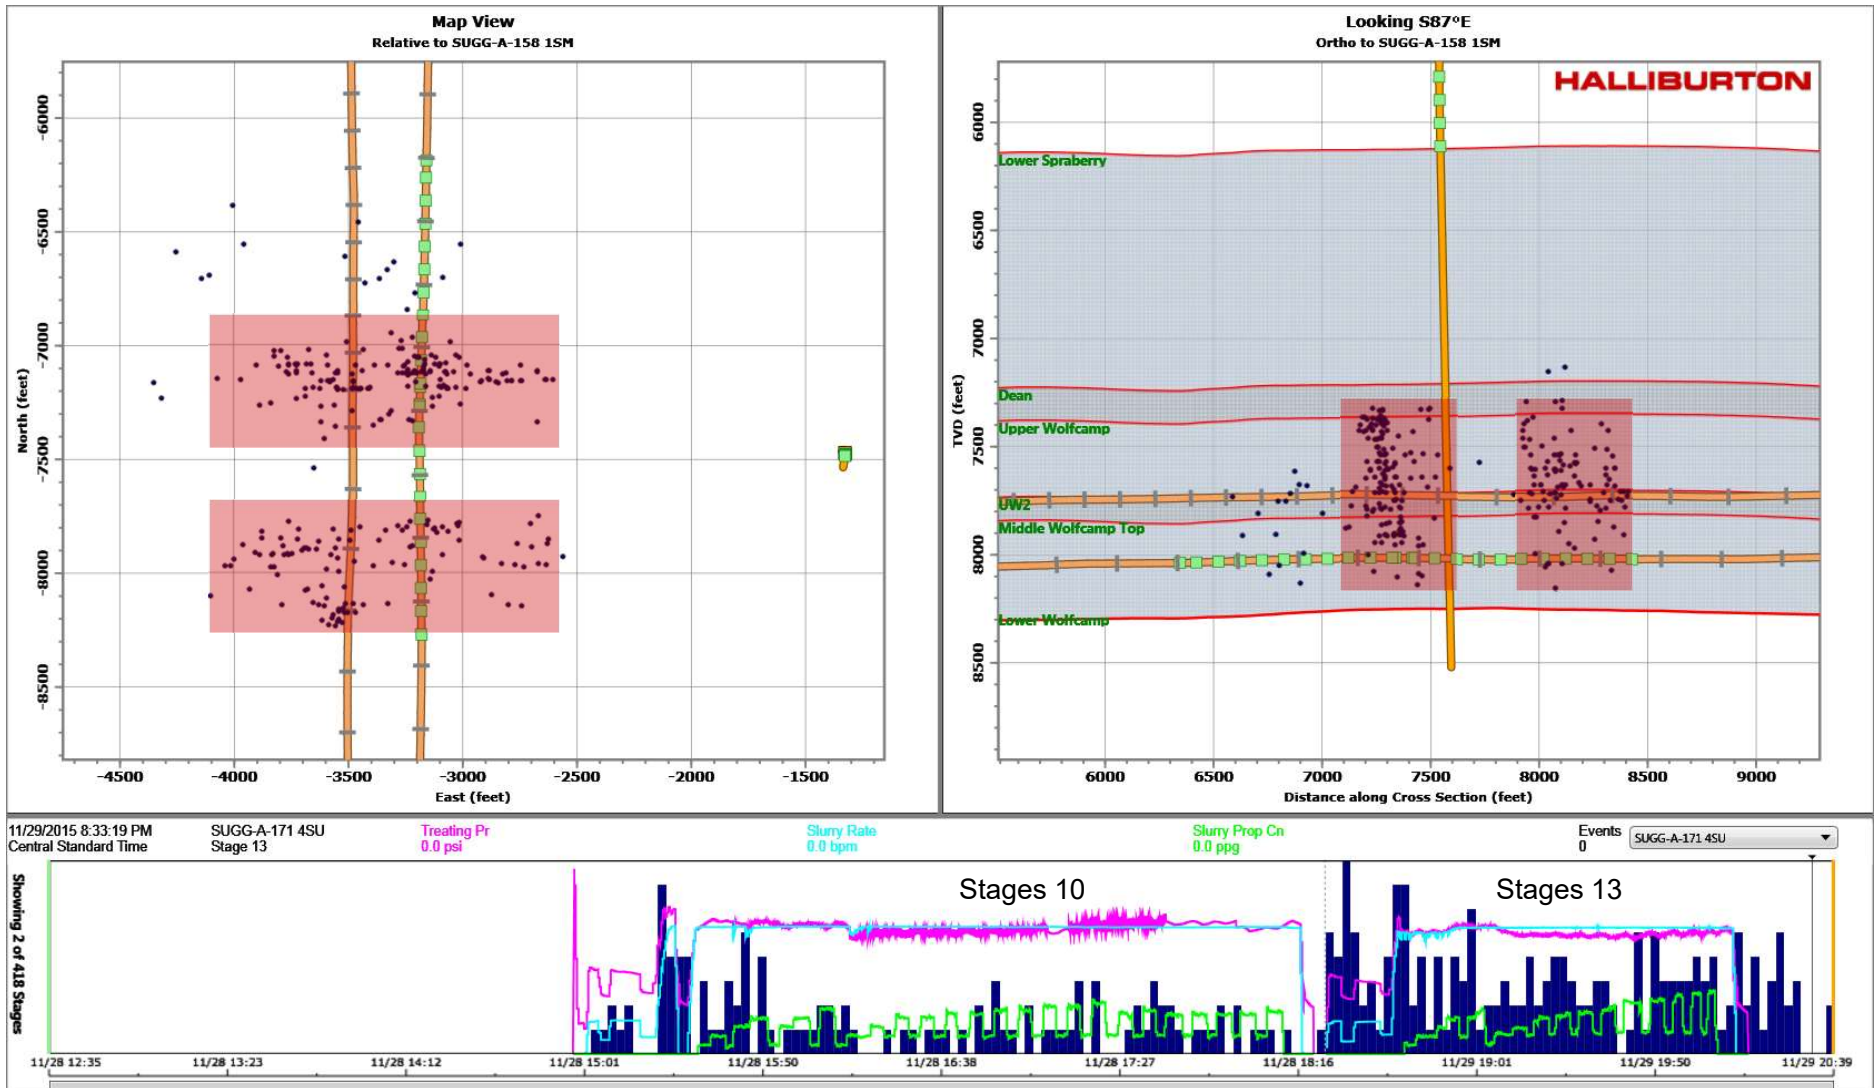 Map View
Relative to SUGG-A-158 1SM
North (feet)
-6000
-6500
-7000
-7500
-8000
-8500
-4500 -4000 -3500 -3000 -2500 -2000 -1500
East (feet)
Looking S87°E
Ortho to SUGG-A-158 1SM
HALLIBURTON
TVD (feet)
6000
6500
7000
7500
8000
8500
Lower Spraberry
Dean
Upper Wolfcamp
UW2
Middle Wolfcamp Top
Lower Wolfcamp
6000 6500 7000 7500 8000 8500 9000
Distance along Cross Section (feet)
11/29/2015 8:33:19 PM SUGG-A-171 4SU Treating Pr Slurry Rate Slurry Prop Cn Events SUGG-A-171 4SU
Central Standard Time Stage 13 0.0 psi 0.0 bpm 0.0 ppg 0
Showing 2 of 418 Stages
Stages 10 Stages 13
11/28 12:35 11/28 13:23 11/28 14:12 11/28 15:01 11/28 15:50 11/28 16:38 11/28 17:27 11/28 18:16 11/29 19:01 11/29 19:50 11/29 20:39